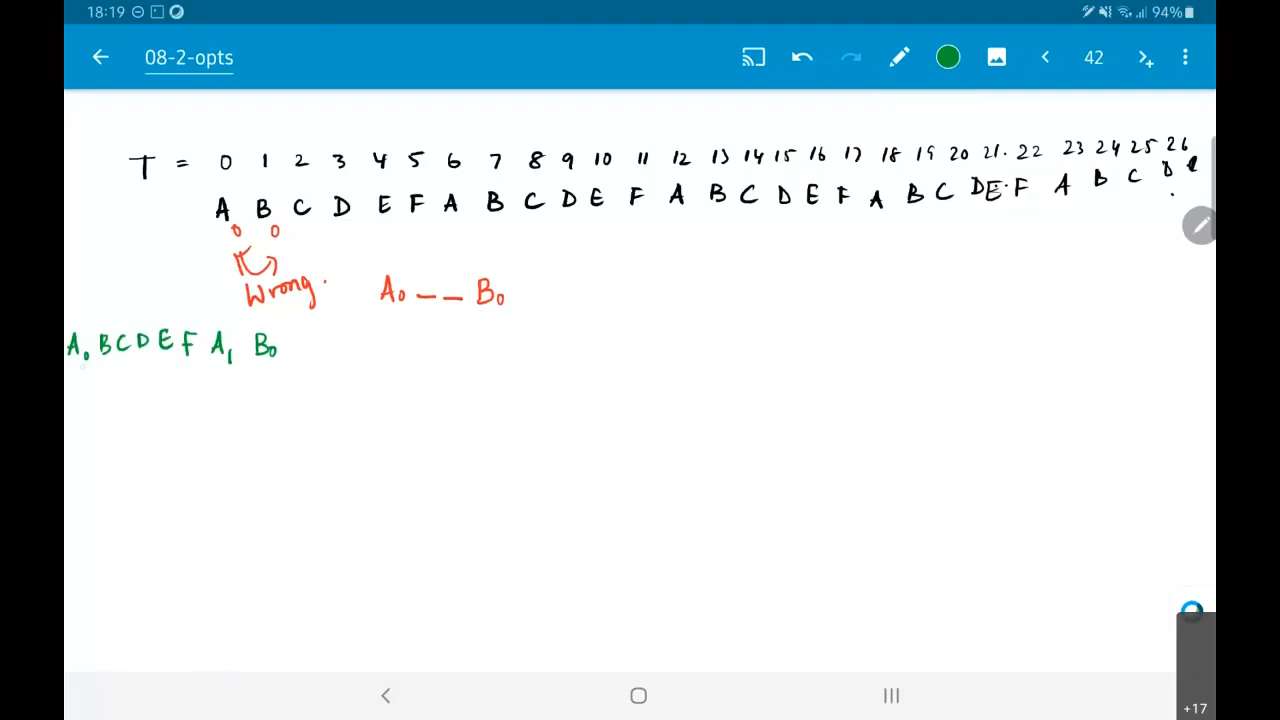 18:19 94%
08-2-opts 42
T = 0 1 2 3 4 5 6 7 8 9 10 11 12 13 14 15 16 17 18 19 20 21. 22 23 24 25 26
A B C D E F A B C D E F A B C D E F A B C D E F A B C D
0 0
Wrong. A0 — — B0
A0 B C D E F A1 B0
+17